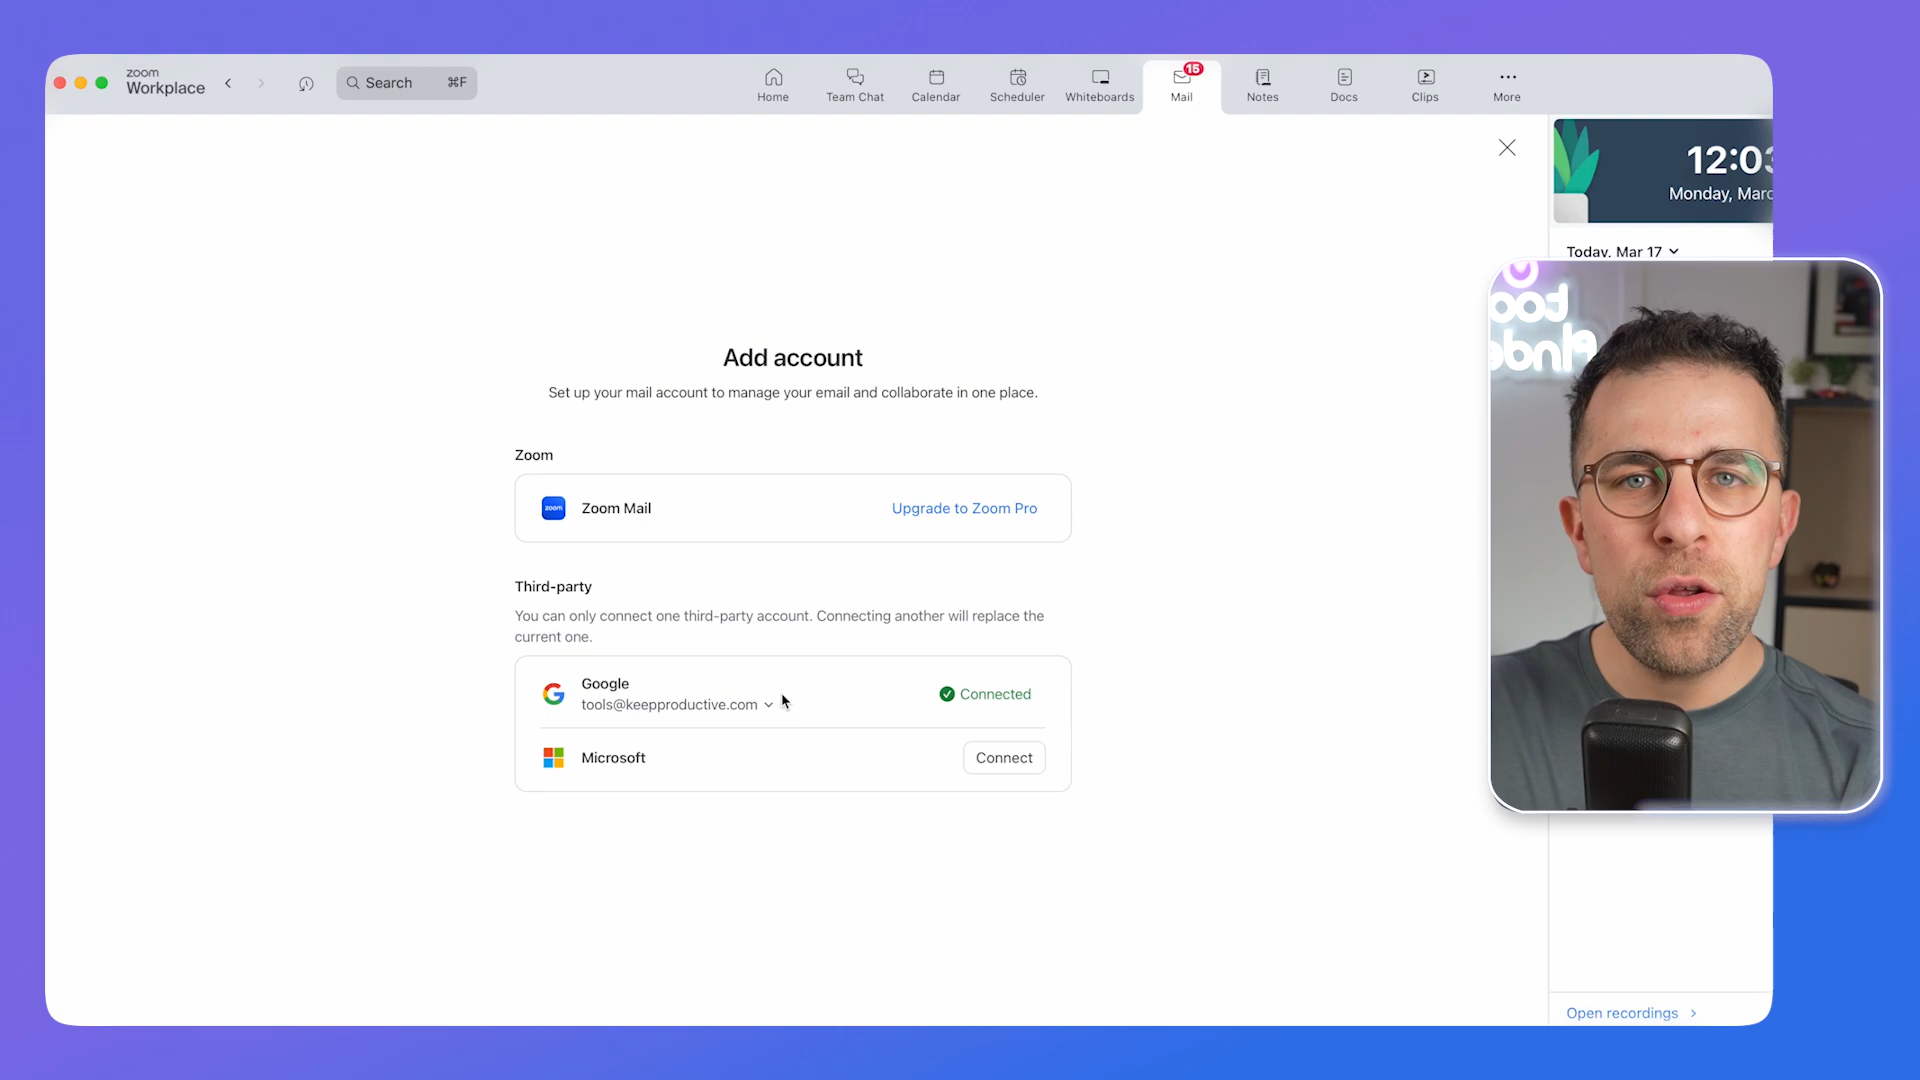 zoom
Workplace
Search ⌘F
Home
Team Chat
Calendar
Scheduler
Whiteboards
15
Mail
Notes
Docs
Clips
More
Monday,
Today, Mar 17
Add account
Set up your mail account to manage your email and collaborate in one place.
Zoom
zoom
Zoom Mail
Upgrade to Zoom Pro
Third-party
You can only connect one third-party account. Connecting another will replace the
current one.
Google
tools@keepproductive.com
Connected
Microsoft
Connect
Open recordings